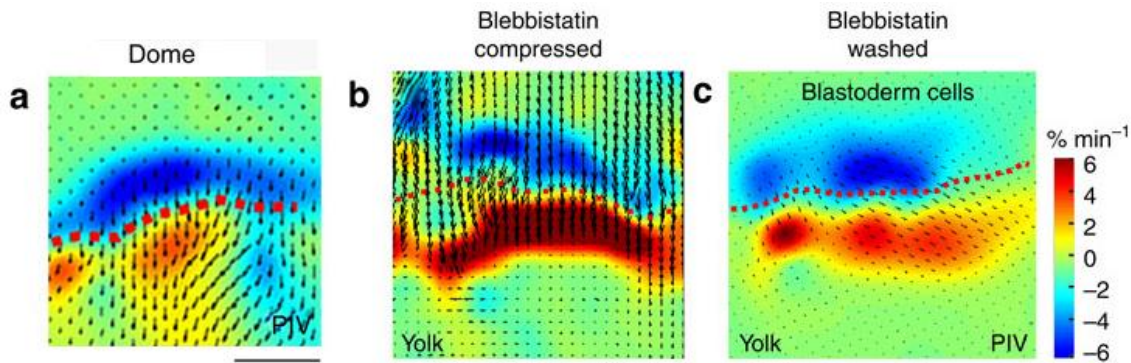 Dome
Blebbistatin
compressed
Blebbistatin
washed
a
b
c
Blastoderm cells
PIV
Yolk
Yolk
PIV
% min⁻¹
6
4
2
0
−2
−4
−6